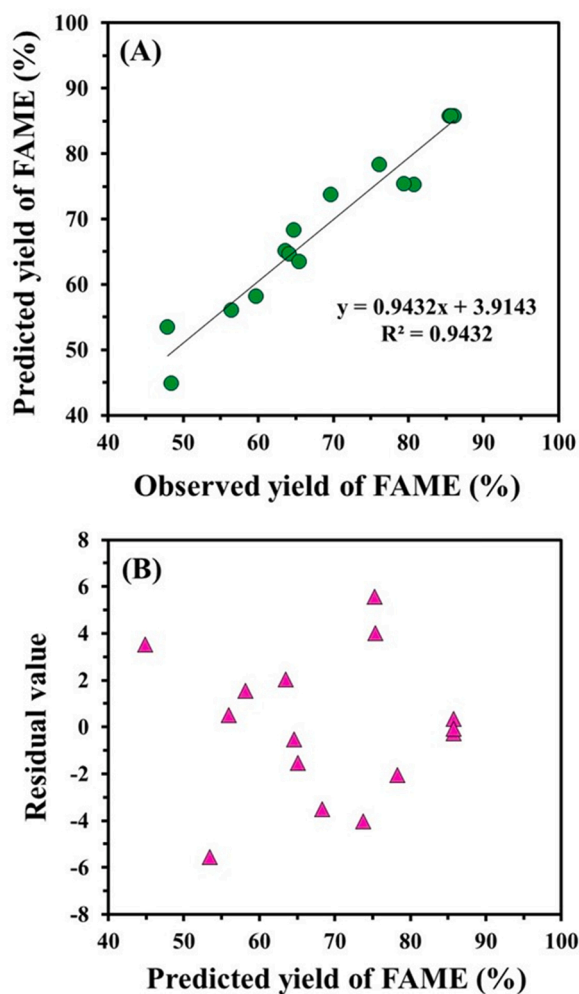 (A)
Predicted yield of FAME (%)
100
90
80
70
60
50
40
y = 0.9432x + 3.9143
R² = 0.9432
40 50 60 70 80 90 100
Observed yield of FAME (%)
(B)
Residual value
8
6
4
2
0
-2
-4
-6
-8
40 50 60 70 80 90 100
Predicted yield of FAME (%)